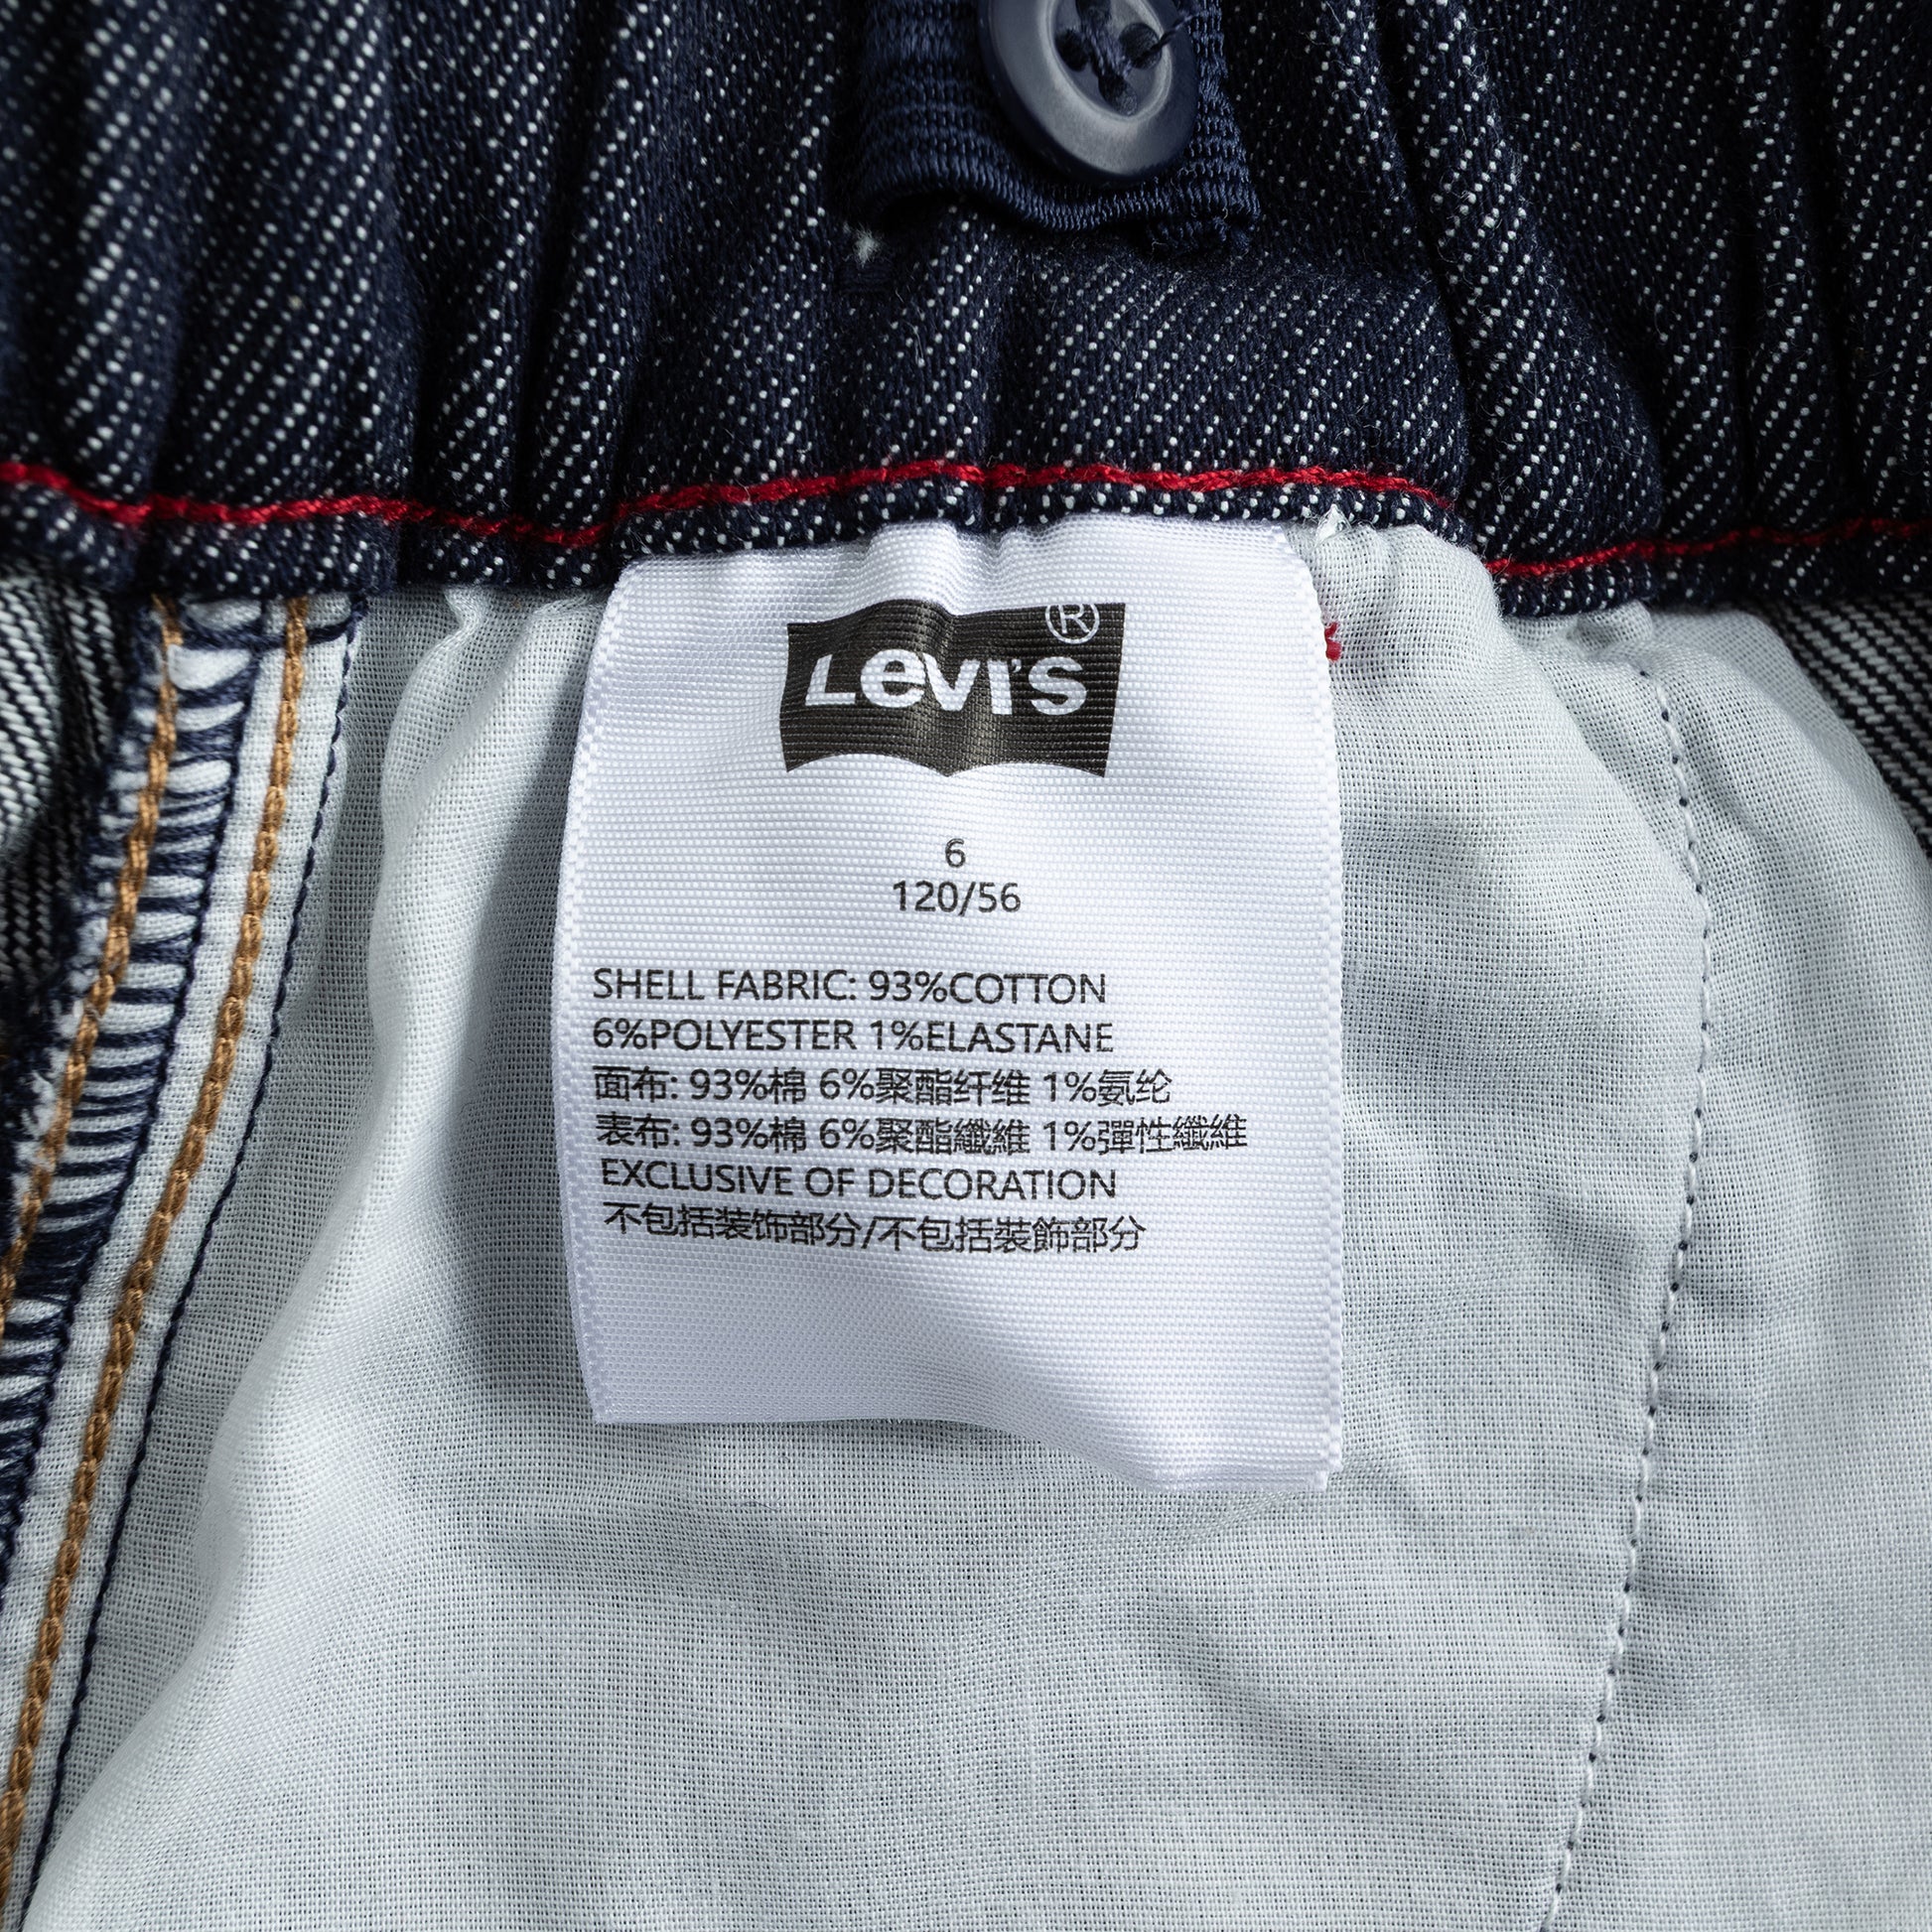 LEVI'S®
6
120/56
SHELL FABRIC: 93%COTTON
6%POLYESTER 1%ELASTANE
面布: 93%棉 6%聚酯纤维 1%氨纶
表布: 93%棉 6%聚酯纖維 1%彈性纖維
EXCLUSIVE OF DECORATION
不包括装饰部分/不包括裝飾部分